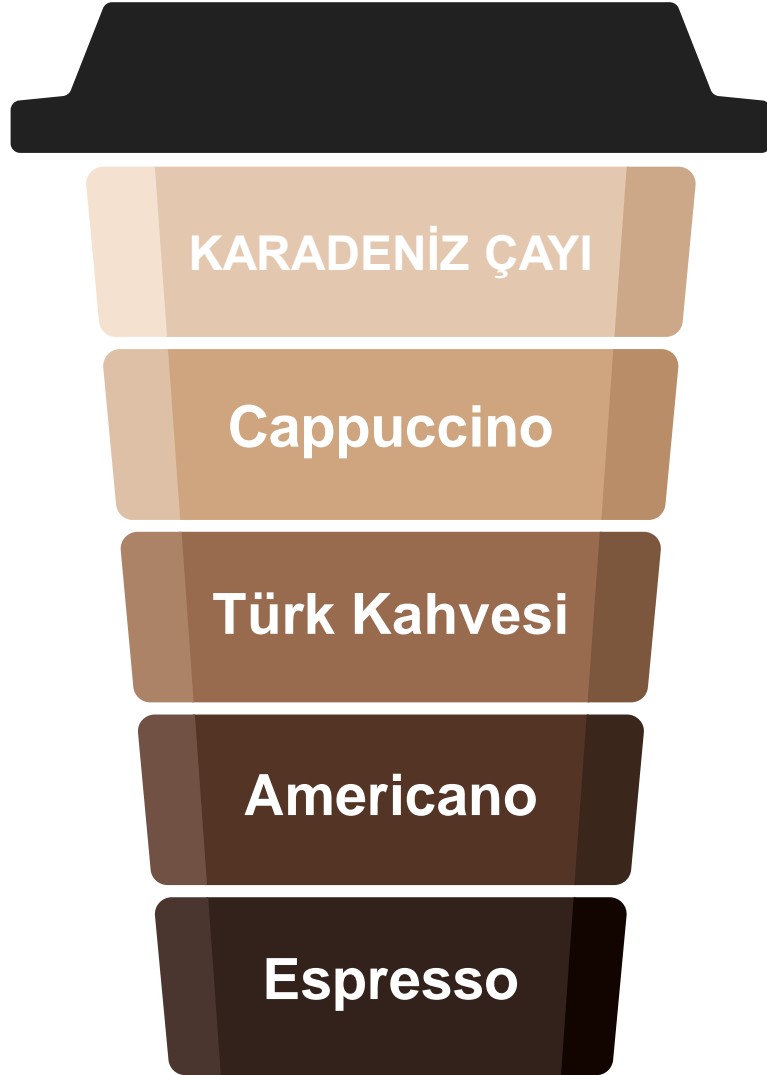 KARADENİZ ÇAYI
Cappuccino
Türk Kahvesi
Americano
Espresso